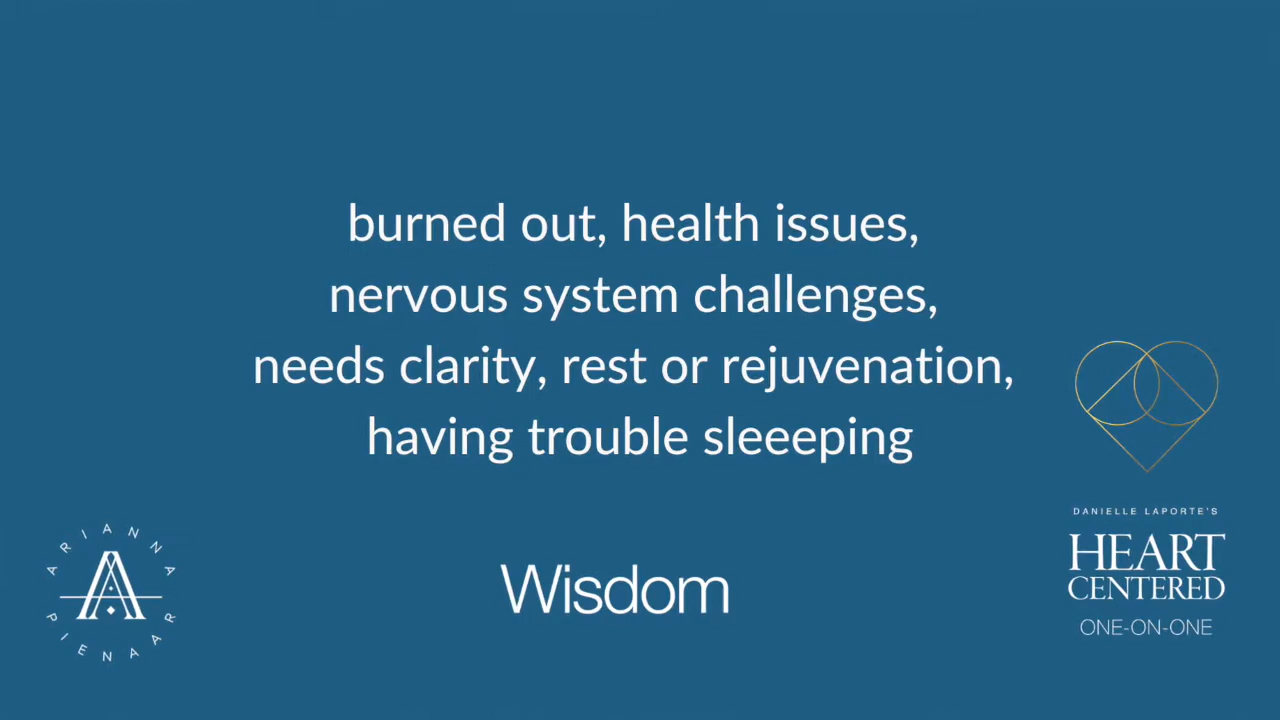 burned out, health issues,
nervous system challenges,
needs clarity, rest or rejuvenation,
having trouble sleeeping
DANIELLE LAPORTE'S
HEART
CENTERED
ONE-ON-ONE
Wisdom
ARIANNA
A
PIENAAR